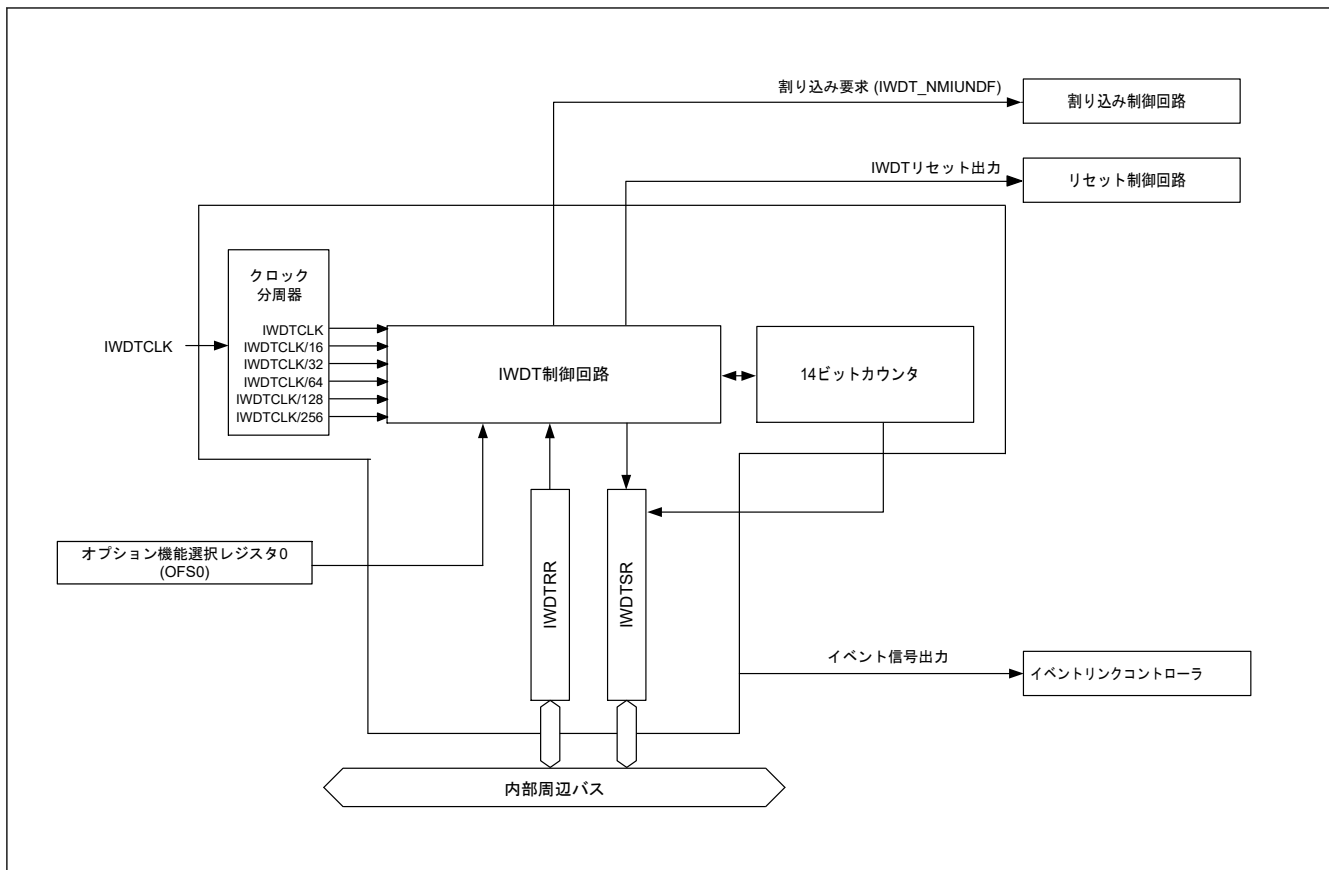 割り込み要求 (IWDT_NMIUNDF)
割り込み制御回路
IWDTリセット出力
リセット制御回路
クロック
分周器
IWDTCLK
IWDTCLK
IWDTCLK/16
IWDTCLK/32
IWDTCLK/64
IWDTCLK/128
IWDTCLK/256
IWDT制御回路
14ビットカウンタ
オプション機能選択レジスタ0
(OFS0)
IWDTRR
IWDTSR
イベント信号出力
イベントリンクコントローラ
内部周辺バス